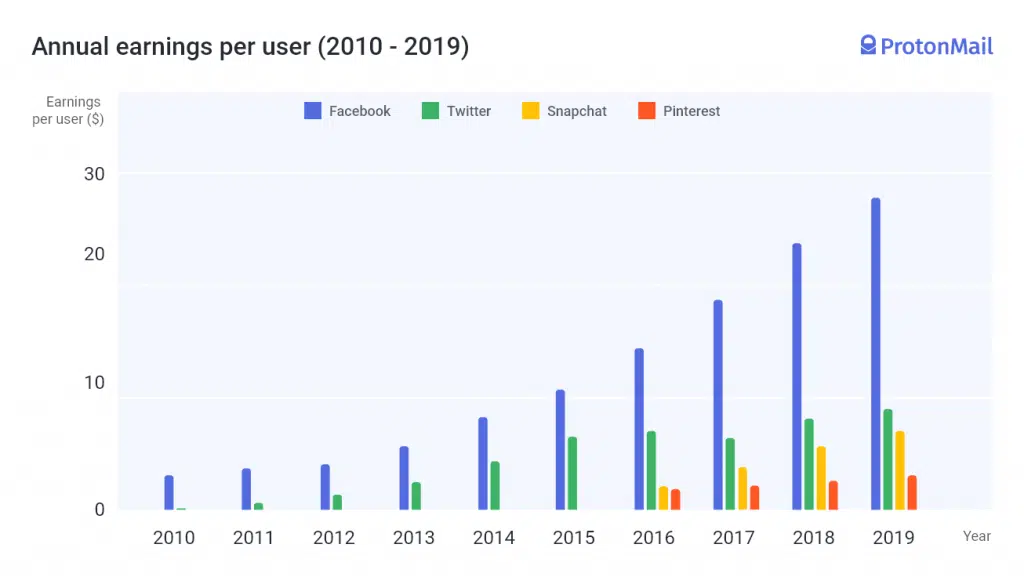 Annual earnings per user (2010 - 2019)
ProtonMail
Earnings
per user ($)
Facebook
Twitter
Snapchat
Pinterest
30
20
10
0
2010
2011
2012
2013
2014
2015
2016
2017
2018
2019
Year